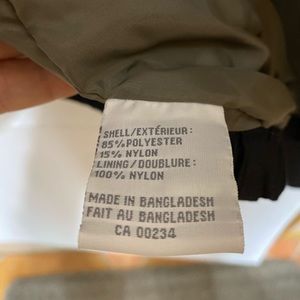 SHELL/EXTÉRIEUR:
85% POLYESTER
15% NYLON
LINING/DOUBLURE:
100% NYLON
MADE IN BANGLADESH
FAIT AU BANGLADESH
CA 00234